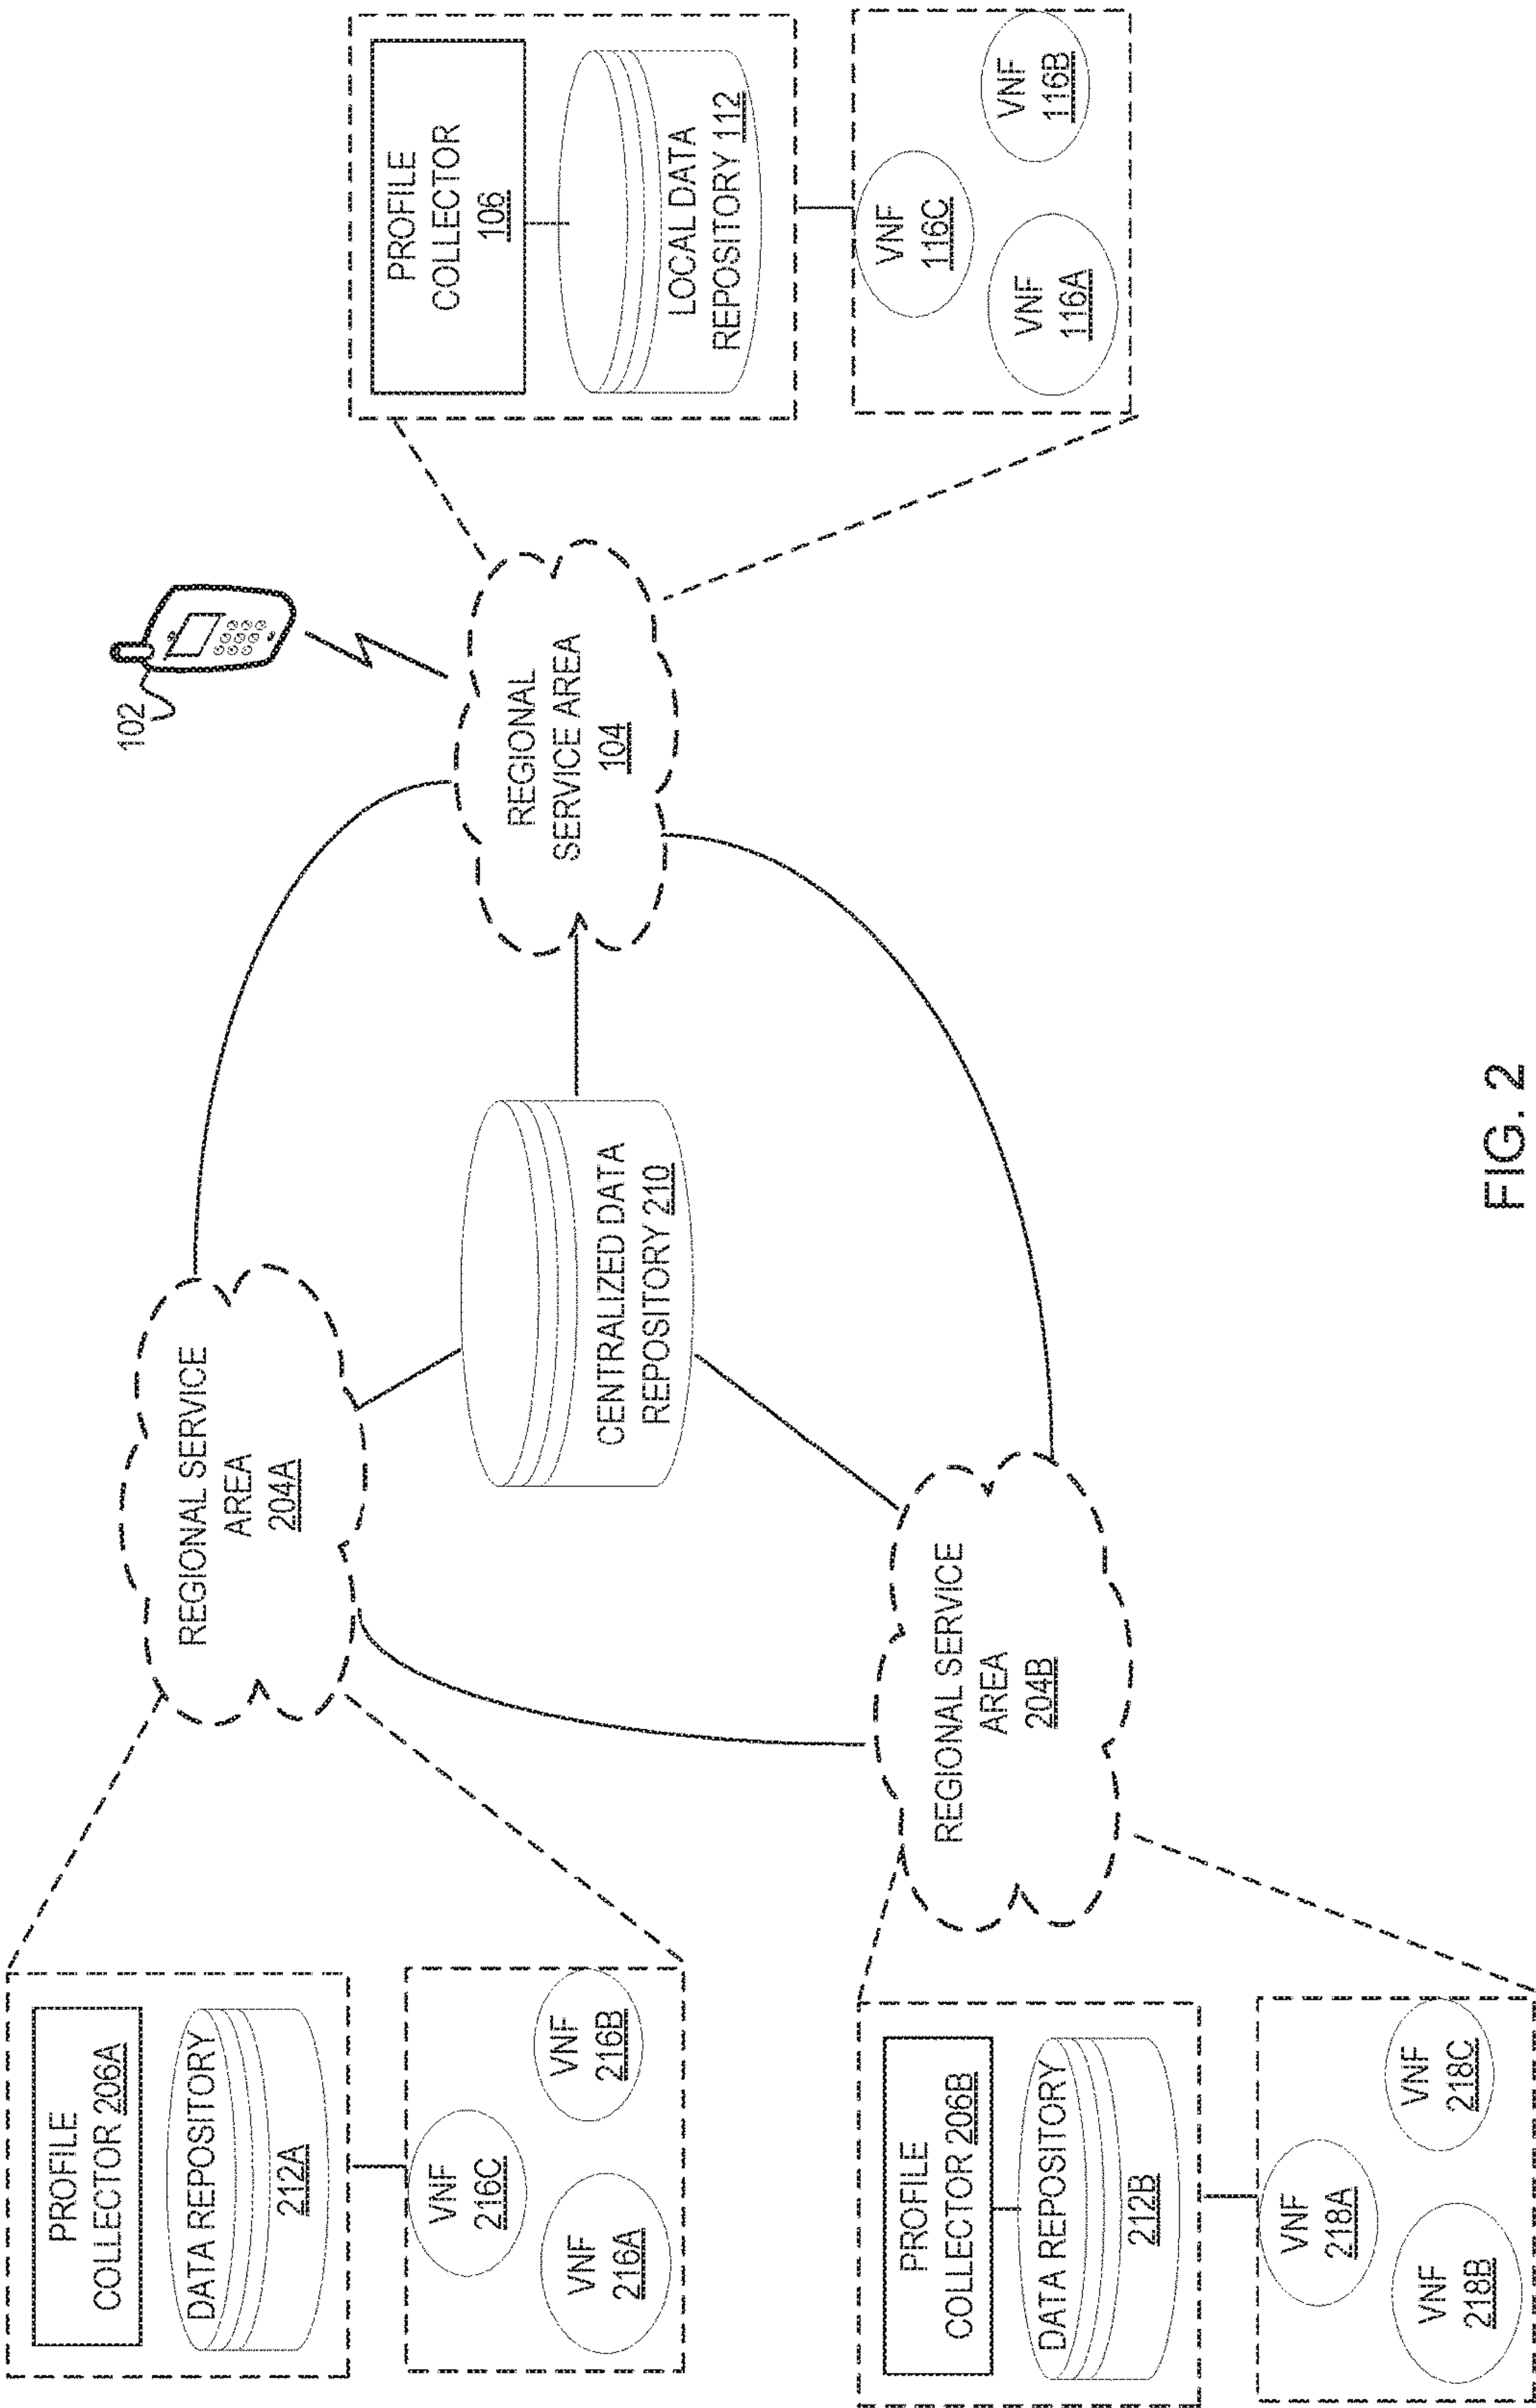 PROFILE
COLLECTOR 206A
DATA REPOSITORY
212A
VNF
216C
VNF
216A
VNF
216B
REGIONAL SERVICE
AREA
204A
102
REGIONAL
SERVICE AREA
104
CENTRALIZED DATA
REPOSITORY 210
PROFILE
COLLECTOR
106
LOCAL DATA
REPOSITORY 112
VNF
116C
VNF
116A
VNF
116B
REGIONAL SERVICE
AREA
204B
PROFILE
COLLECTOR 206B
DATA REPOSITORY
212B
VNF
218A
VNF
218B
VNF
218C
FIG. 2